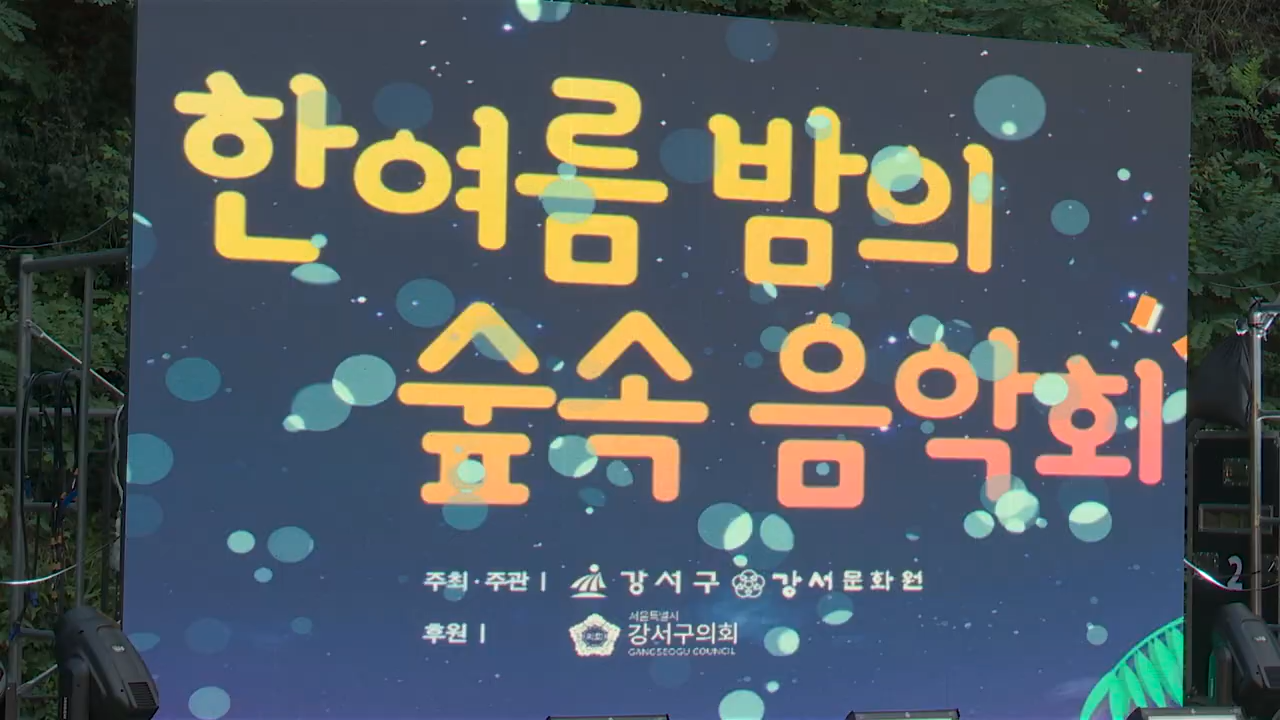 한여름 밤의
숲속 음악회
주최·주관 | 강서구 강서문화원
후원 | 서울특별시
강서구의회
GANGSEOGU COUNCIL
2